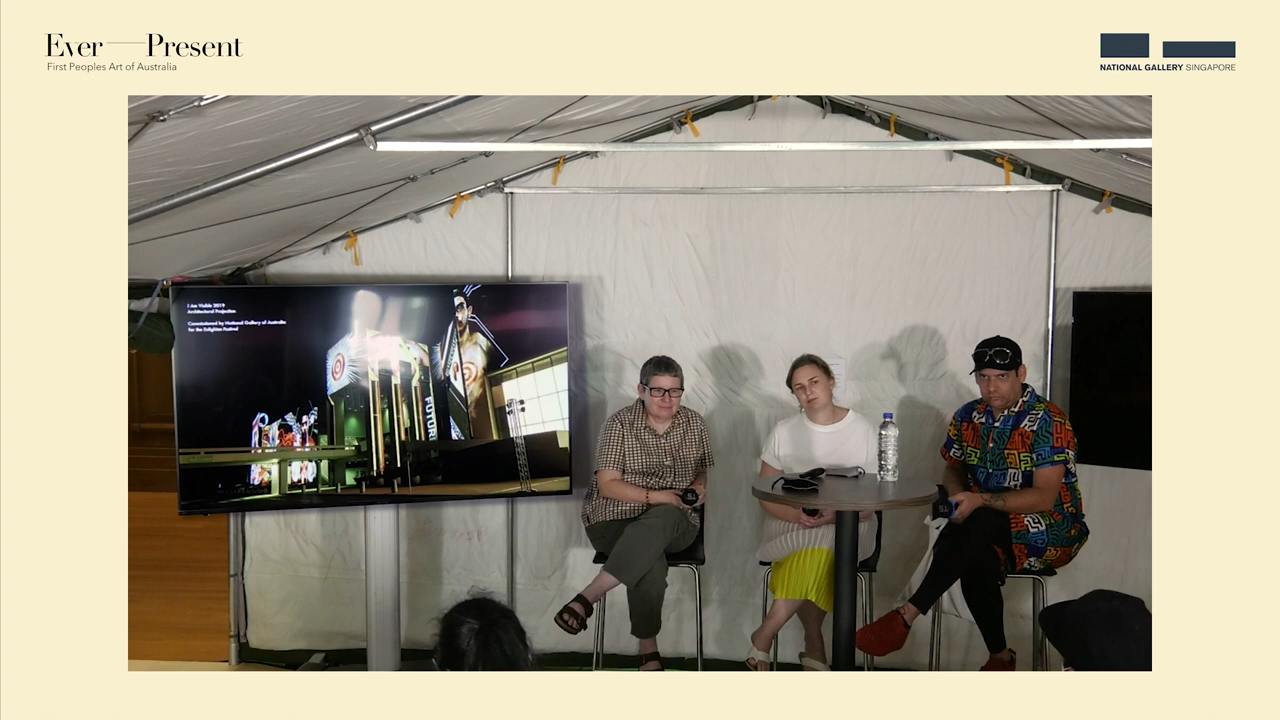 Ever — Present
First Peoples Art of Australia
NATIONAL GALLERY SINGAPORE
I Am Visible 2019
Architectural Projection
Commissioned by National Gallery of Australia
for the Enlighten Festival
FUTUR